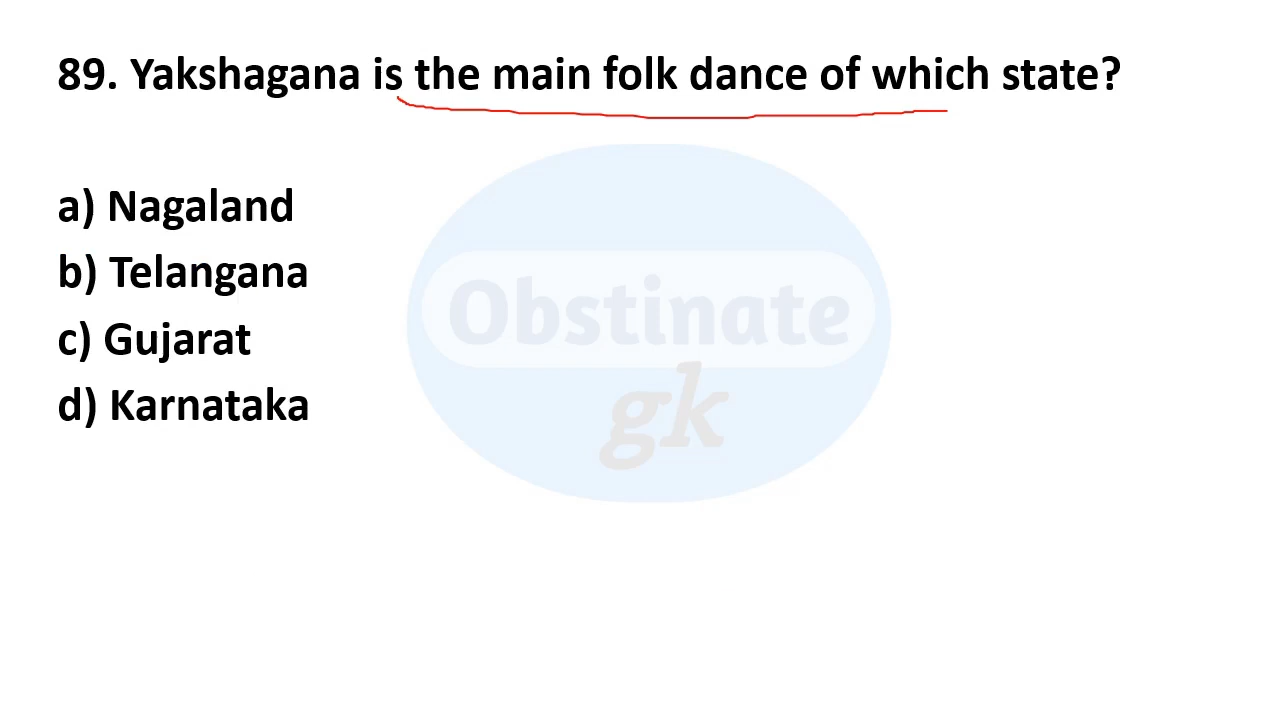 89. Yakshagana is the main folk dance of which state?
a) Nagaland
b) Telangana
c) Gujarat
d) Karnataka
Obstinate
gk